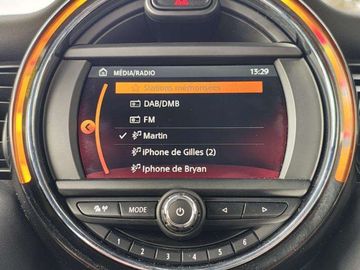 MÉDIA/RADIO 13:29
Stations mémorisées
DAB/DMB
FM
Martin
iPhone de Gilles (2)
Iphone de Bryan
MODE
1 2 3 4 5 6